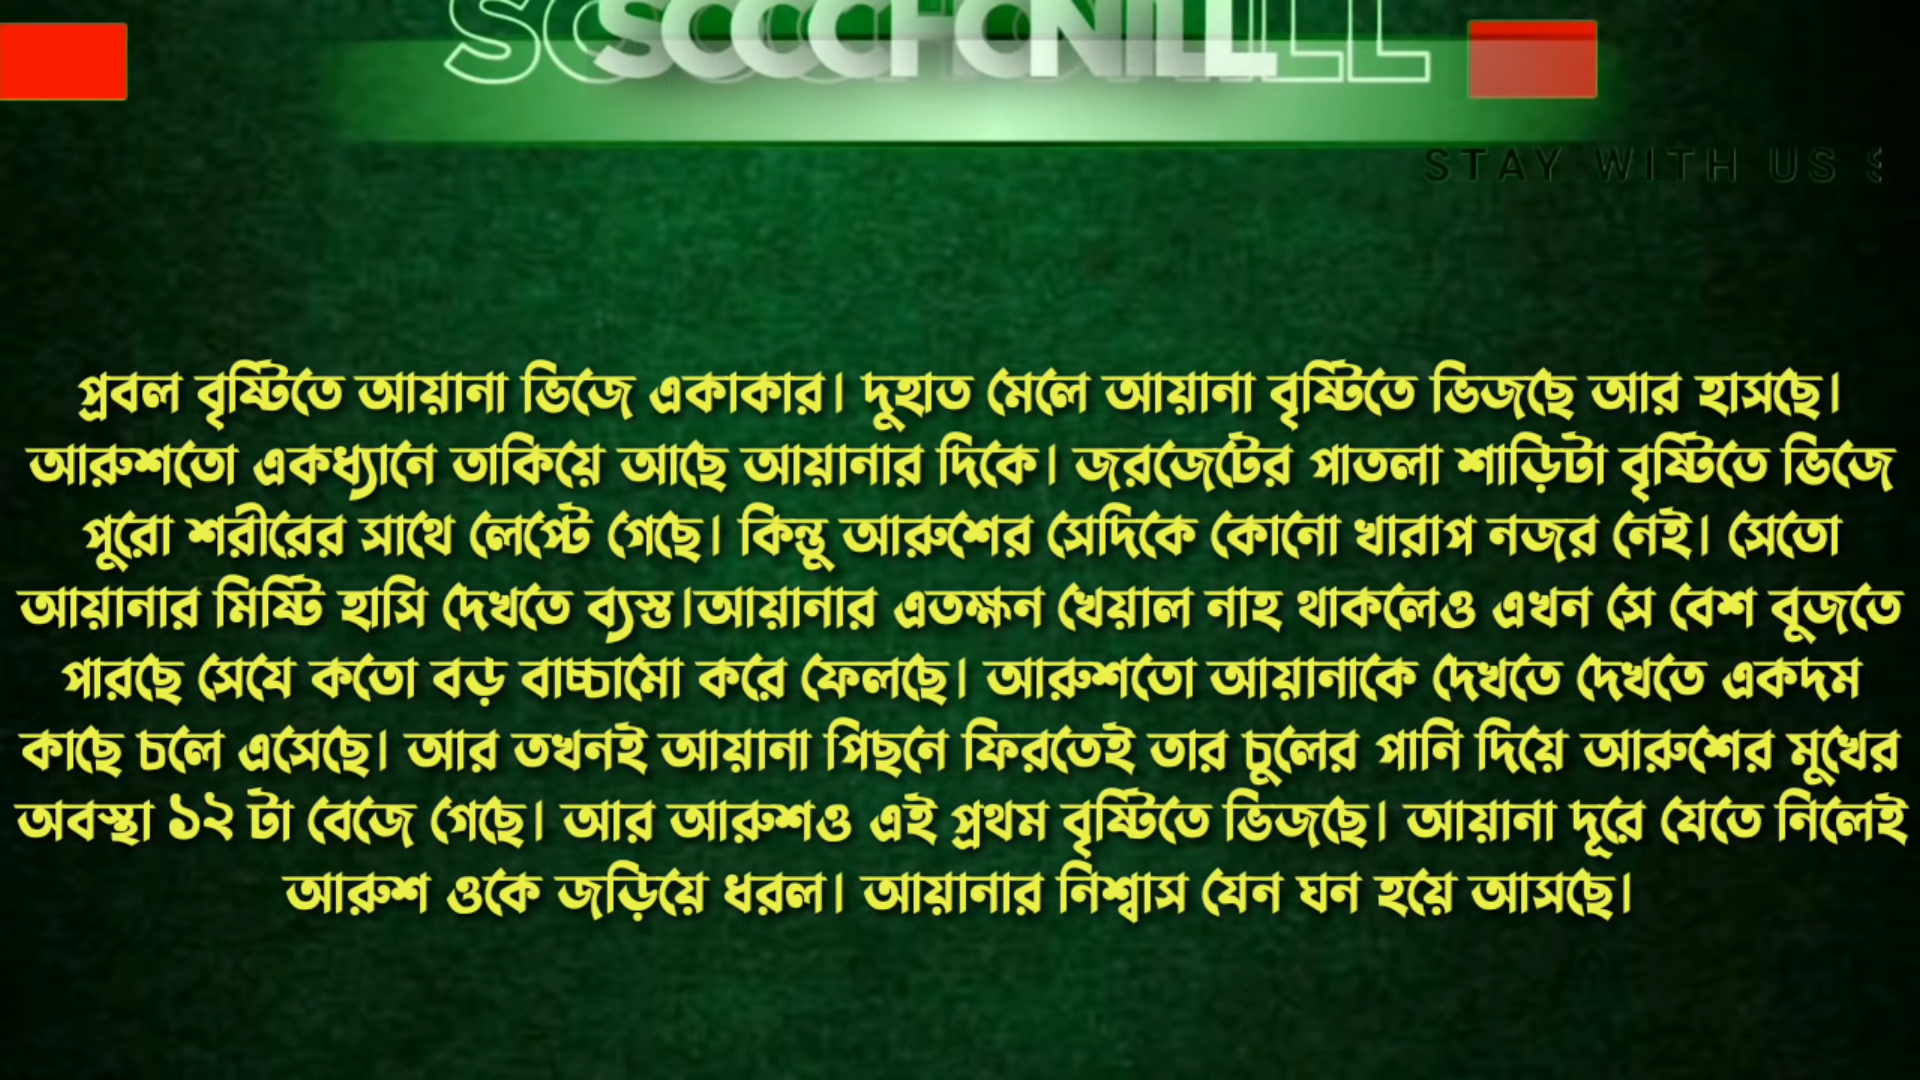 STAY WITH US
প্রবল বৃষ্টিতে আয়ানা ভিজে একাকার। দুহাত মেলে আয়ানা বৃষ্টিতে ভিজছে আর হাসছে।
আরুশতো একধ্যানে তাকিয়ে আছে আয়ানার দিকে। জরজেটের পাতলা শাড়িটা বৃষ্টিতে ভিজে
পুরো শরীরের সাথে লেপ্টে গেছে। কিন্তু আরুশের সেদিকে কোনো খারাপ নজর নেই। সেতো
আয়ানার মিষ্টি হাসি দেখতে ব্যস্ত।আয়ানার এতক্ষন খেয়াল নাহ থাকলেও এখন সে বেশ বুজতে
পারছে সেযে কতো বড় বাচ্চামো করে ফেলছে। আরুশতো আয়ানাকে দেখতে দেখতে একদম
কাছে চলে এসেছে। আর তখনই আয়ানা পিছনে ফিরতেই তার চুলের পানি দিয়ে আরুশের মুখের
অবস্থা ১২ টা বেজে গেছে। আর আরুশও এই প্রথম বৃষ্টিতে ভিজছে। আয়ানা দূরে যেতে নিলেই
আরুশ ওকে জড়িয়ে ধরল। আয়ানার নিশ্বাস যেন ঘন হয়ে আসছে।